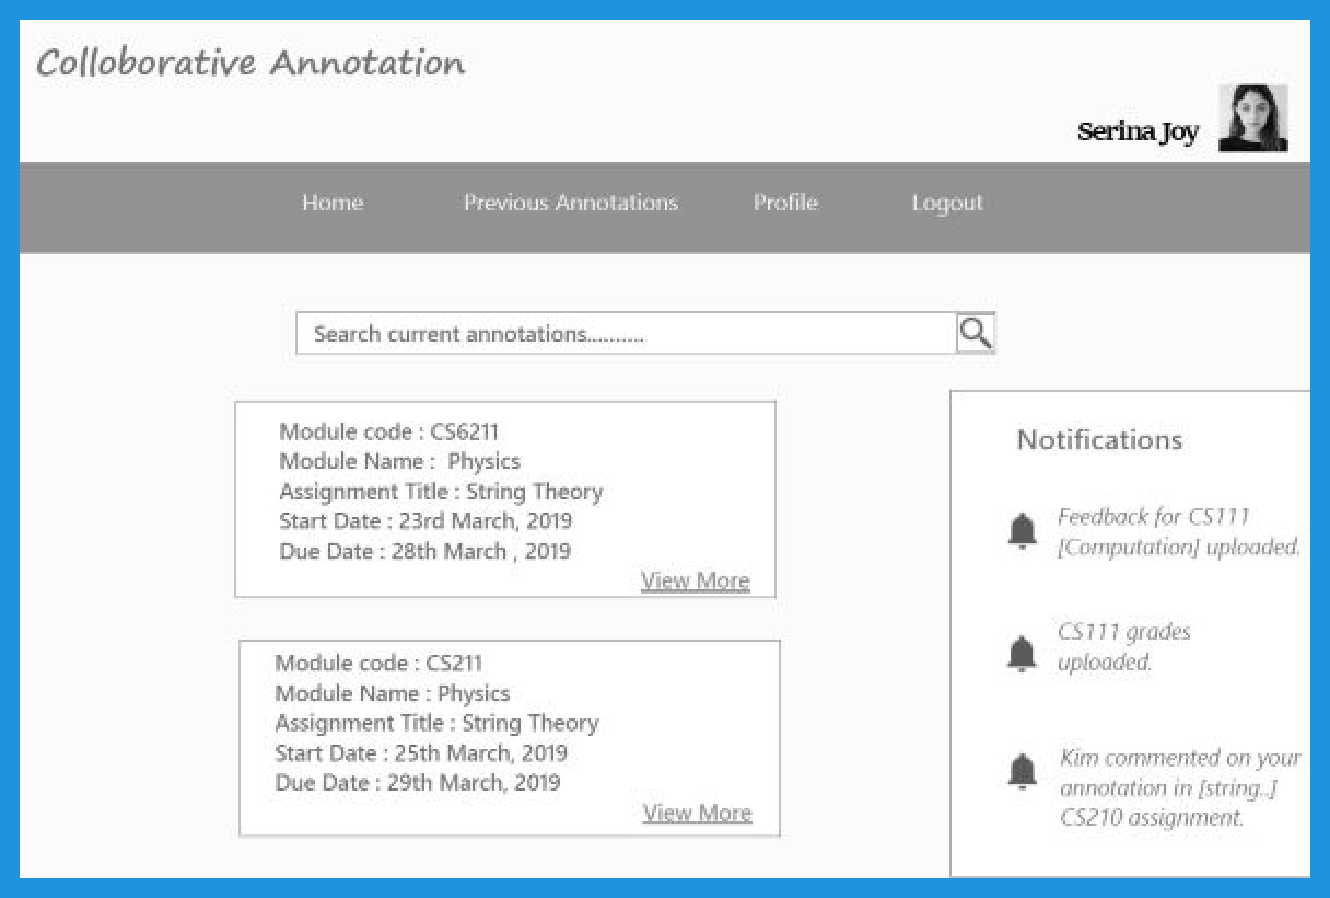 Colloborative Annotation
Serina Joy
Home Previous Annotations Profile Logout
Search current annotations..........
Module code : CS6211
Module Name : Physics
Assignment Title : String Theory
Start Date : 23rd March, 2019
Due Date : 28th March , 2019
View More
Module code : CS211
Module Name : Physics
Assignment Title : String Theory
Start Date : 25th March, 2019
Due Date : 29th March, 2019
View More
Notifications
Feedback for CS111
[Computation] uploaded.
CS111 grades
uploaded.
Kim commented on your
annotation in [string..]
CS210 assignment.